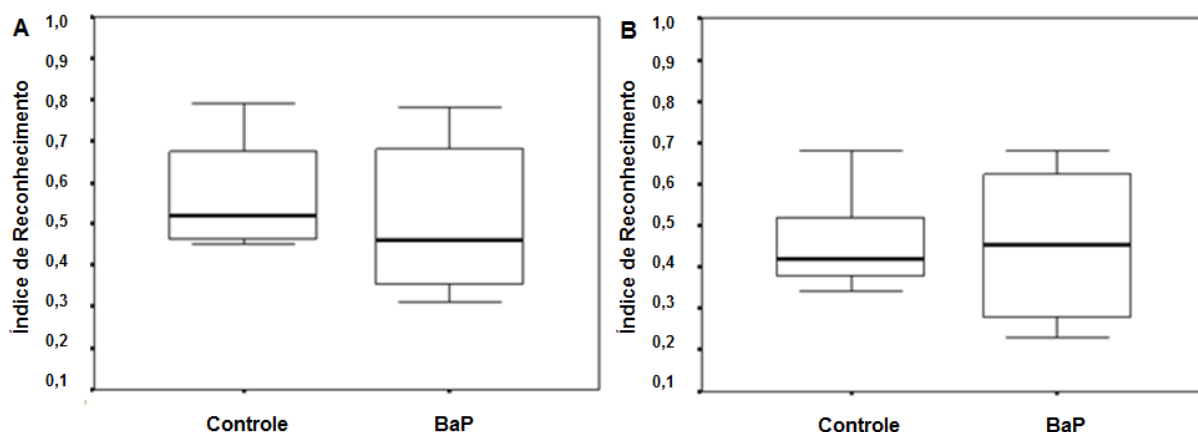 A
Índice de Reconhecimento
1,0
0,9
0,8
0,7
0,6
0,5
0,4
0,3
0,2
0,1
Controle
BaP
B
Índice de Reconhecimento
1,0
0,9
0,8
0,7
0,6
0,5
0,4
0,3
0,2
0,1
Controle
BaP